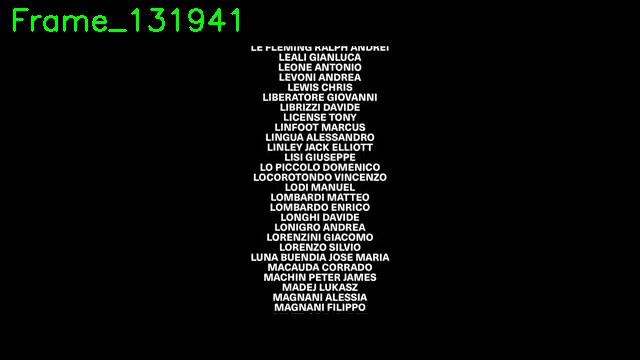 Frame_131941
LE FLEMING RALPH ANDREI
LEALI GIANLUCA
LEONE ANTONIO
LEVONI ANDREA
LEWIS CHRIS
LIBERATORE GIOVANNI
LIBRIZZI DAVIDE
LICENSE TONY
LINFOOT MARCUS
LINGUA ALESSANDRO
LINLEY JACK ELLIOTT
LISI GIUSEPPE
LO PICCOLO DOMENICO
LOCOROTONDO VINCENZO
LODI MANUEL
LOMBARDI MATTEO
LOMBARDO ENRICO
LONGHI DAVIDE
LONIGRO ANDREA
LORENZINI GIACOMO
LORENZO SILVIO
LUNA BUENDIA JOSE MARIA
MACAUDA CORRADO
MACHIN PETER JAMES
MADEJ LUKASZ
MAGNANI ALESSIA
MAGNANI FILIPPO